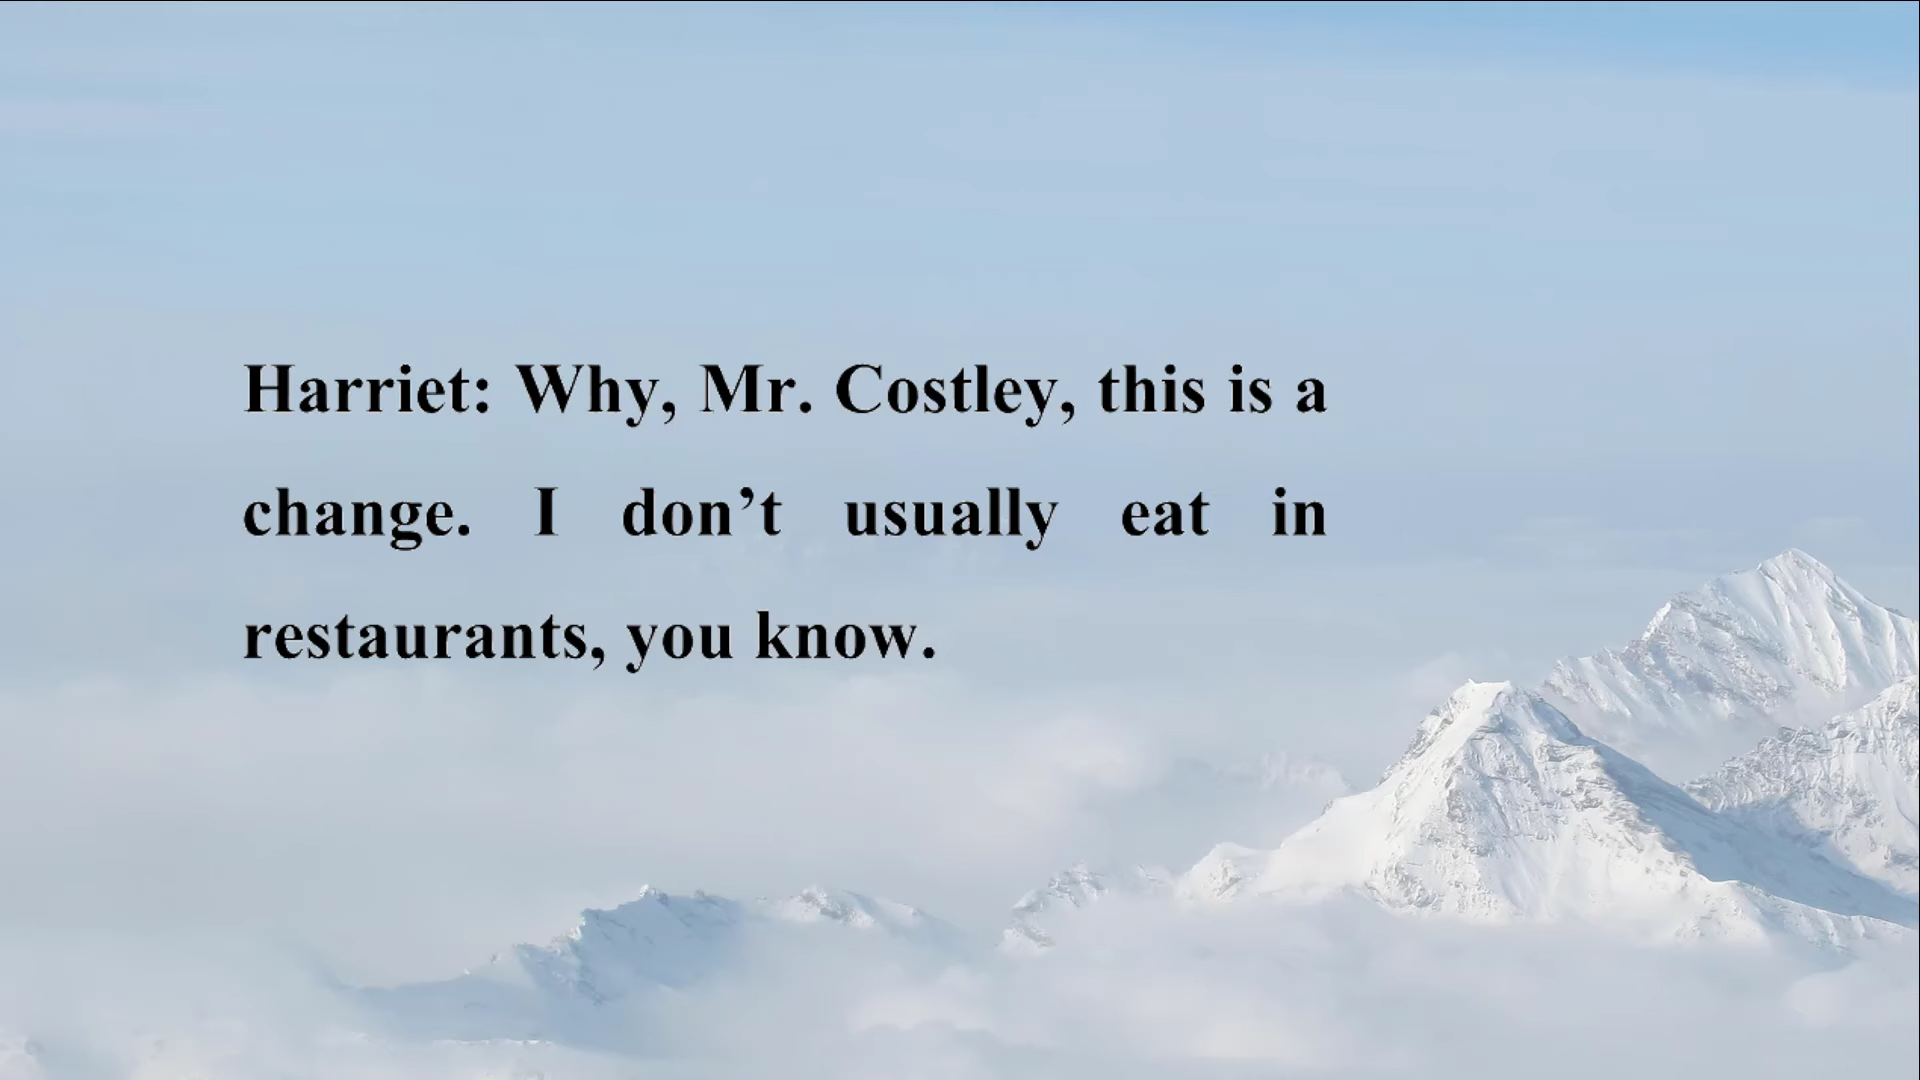 Harriet: Why, Mr. Costley, this is a
change. I don’t usually eat in
restaurants, you know.